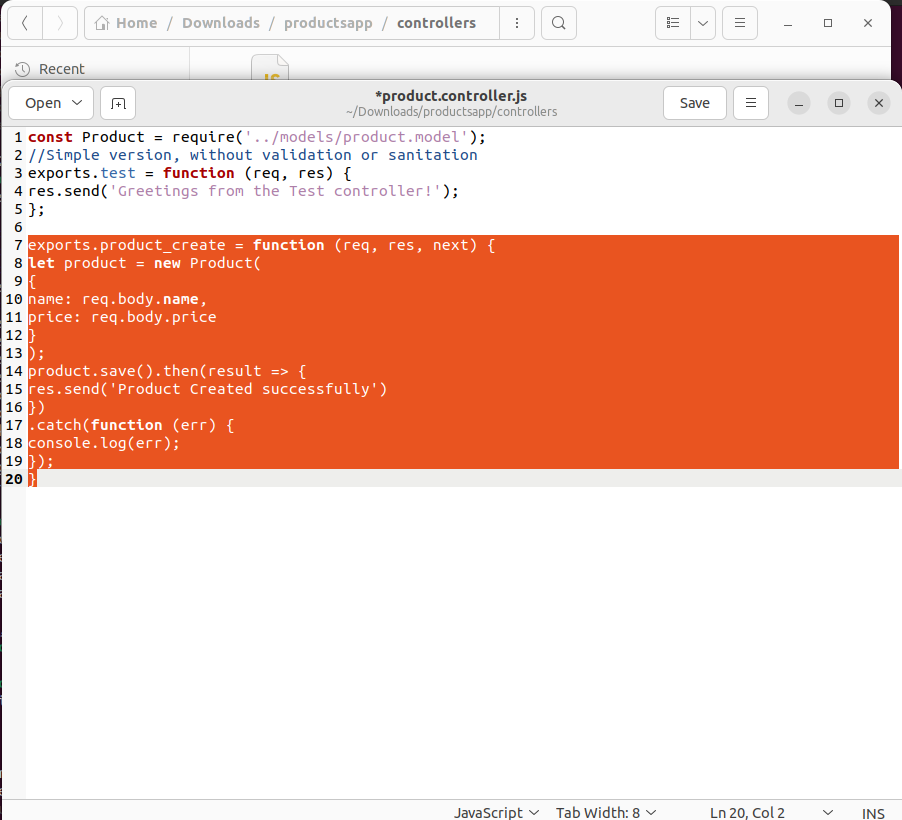 Home / Downloads / productsapp / controllers
Recent
JS
Open
*product.controller.js
~/Downloads/productsapp/controllers
Save
1 const Product = require('../models/product.model');
2 //Simple version, without validation or sanitation
3 exports.test = function (req, res) {
4 res.send('Greetings from the Test controller!');
5 };
6
7 exports.product_create = function (req, res, next) {
8 let product = new Product(
9 {
10 name: req.body.name,
11 price: req.body.price
12 }
13 );
14 product.save().then(result => {
15 res.send('Product Created successfully')
16 })
17 .catch(function (err) {
18 console.log(err);
19 });
20 }
JavaScript Tab Width: 8 Ln 20, Col 2 INS